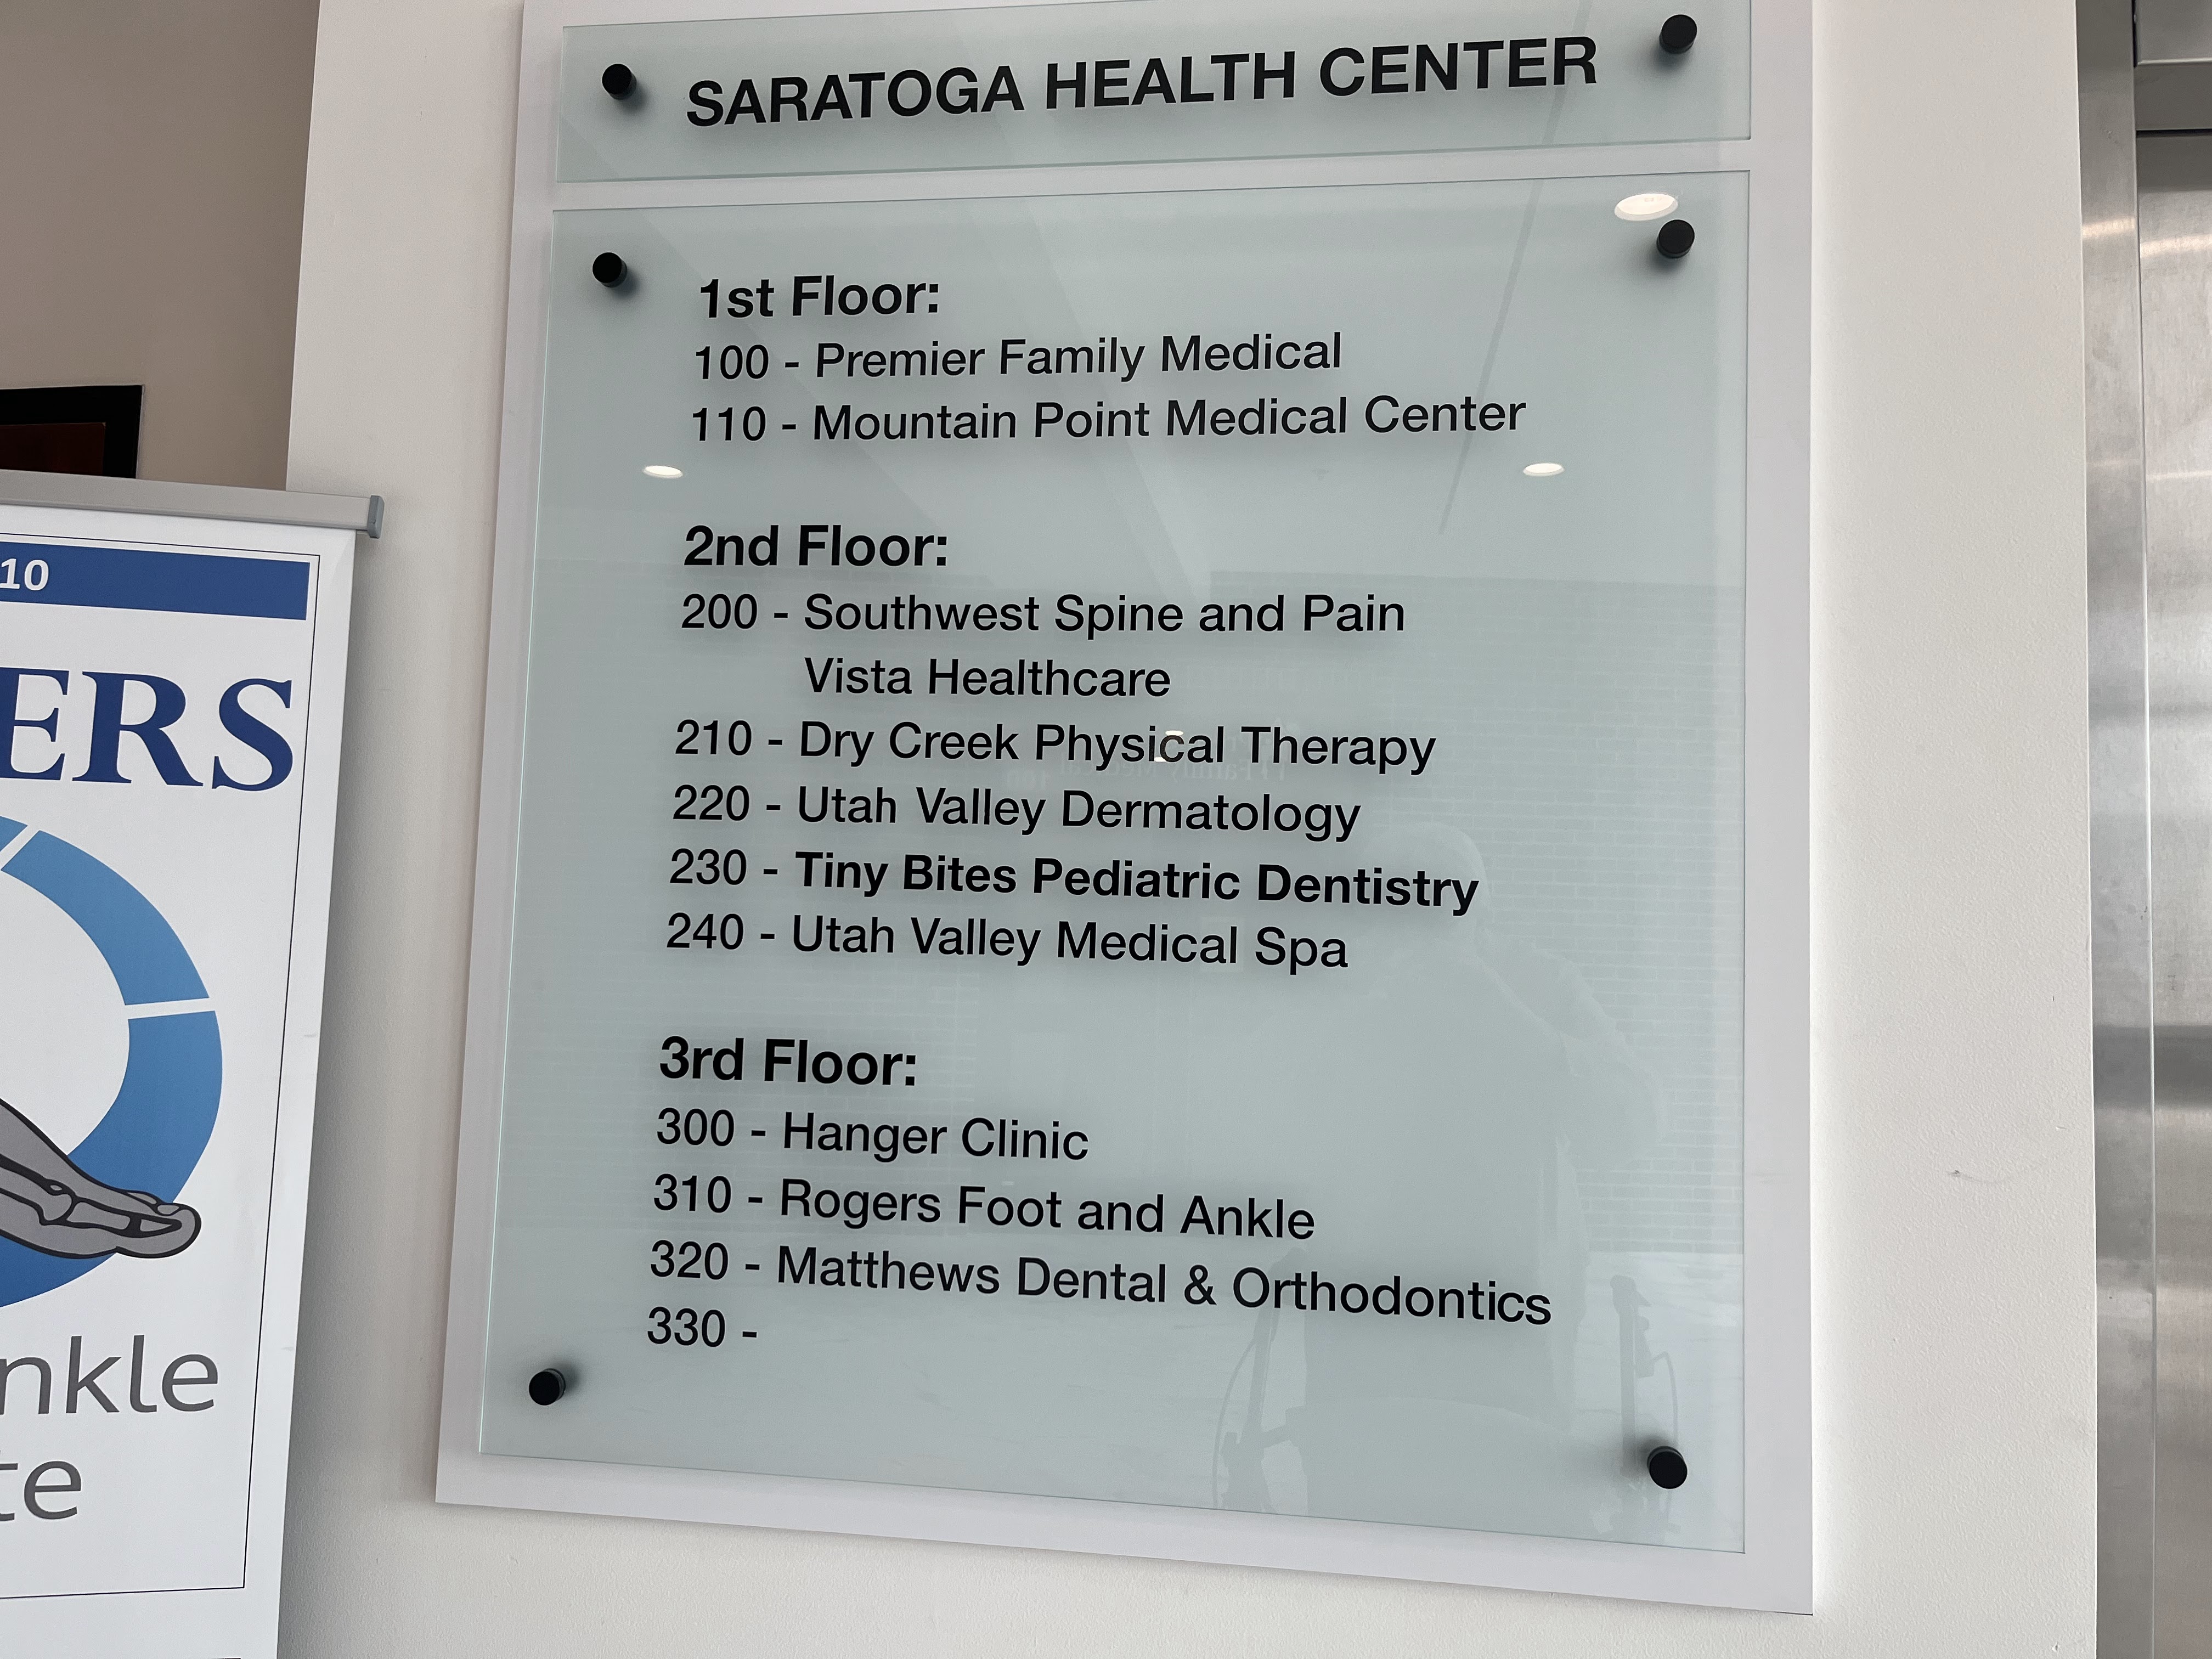 SARATOGA HEALTH CENTER
1st Floor:
100 - Premier Family Medical
110 - Mountain Point Medical Center
2nd Floor:
200 - Southwest Spine and Pain
Vista Healthcare
210 - Dry Creek Physical Therapy
220 - Utah Valley Dermatology
230 - Tiny Bites Pediatric Dentistry
240 - Utah Valley Medical Spa
3rd Floor:
300 - Hanger Clinic
310 - Rogers Foot and Ankle
320 - Matthews Dental & Orthodontics
330 -
10
ERS
nkle
te